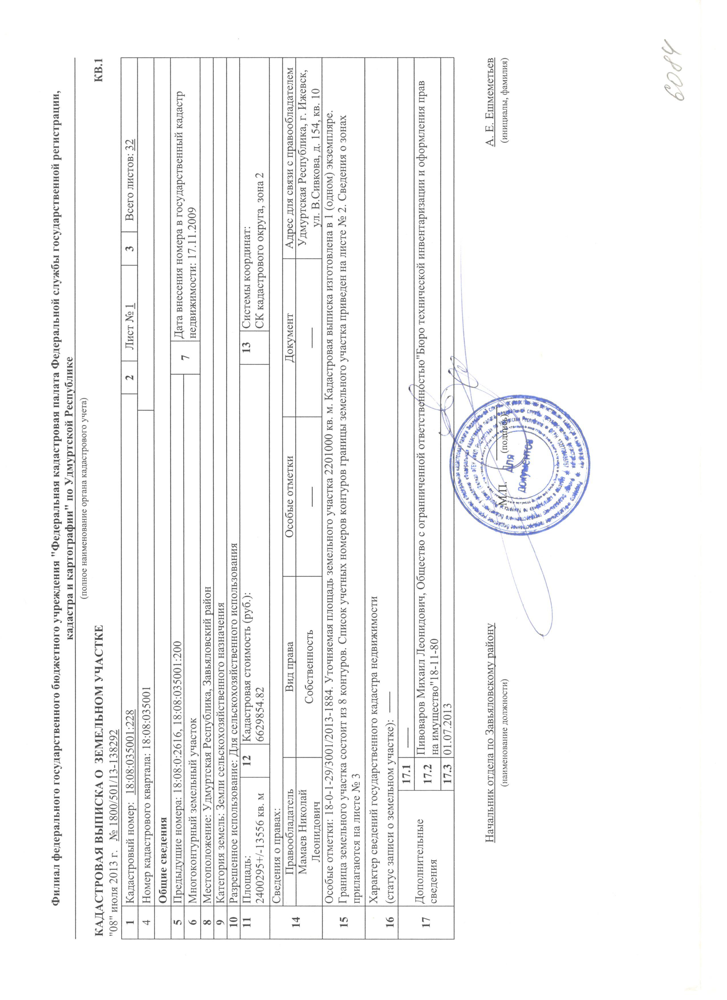 Филиал федерального государственного бюджетного учреждения "Федеральная кадастровая палата Федеральной службы государственной регистрации,
кадастра и картографии" по Удмуртской Республике
(полное наименование органа кадастрового учета)
КАДАСТРОВАЯ ВЫПИСКА О ЗЕМЕЛЬНОМ УЧАСТКЕ КВ.1
"08" июля 2013 г. № 1800/501/13-138292
1 Кадастровый номер: 18:08:035001:228 2 Лист № 1 3 Всего листов: 32
4 Номер кадастрового квартала: 18:08:035001
Общие сведения
5 Предыдущие номера: 18:08:0:2616, 18:08:035001:200 7 Дата внесения номера в государственный кадастр
6 Многоконтурный земельный участок недвижимости: 17.11.2009
8 Местоположение: Удмуртская Республика, Завьяловский район
9 Категория земель: Земли сельскохозяйственного назначения
10 Разрешенное использование: Для сельскохозяйственного использования
11 Площадь: 12 Кадастровая стоимость (руб.): 13 Системы координат:
2400295+/-13556 кв. м 6629854.82 СК кадастрового округа, зона 2
14 Сведения о правах:
Правообладатель Вид права Особые отметки Документ Адрес для связи с правообладателем
Мамаев Николай Собственность — — Удмуртская Республика, г. Ижевск,
Леонидович ул. В.Сивкова, д. 154, кв. 10
15 Особые отметки: 18-0-1-29/3001/2013-1884. Уточняемая площадь земельного участка 2201000 кв. м. Кадастровая выписка изготовлена в 1 (одном) экземпляре.
Граница земельного участка состоит из 8 контуров. Список учетных номеров контуров границы земельного участка приведен на листе № 2. Сведения о зонах
прилагаются на листе № 3
Характер сведений государственного кадастра недвижимости
16 (статус записи о земельном участке): —
17 Дополнительные сведения 17.1 —
17.2 Пивоваров Михаил Леонидович, Общество с ограниченной ответственностью"Бюро технической инвентаризации и оформления прав
на имущество"18-11-80
17.3 01.07.2013
Начальник отдела по Завьяловскому району А. Е. Ешмеметьев
(наименование должности) М.П. (подпись) (инициалы, фамилия)
Для
документов
6084